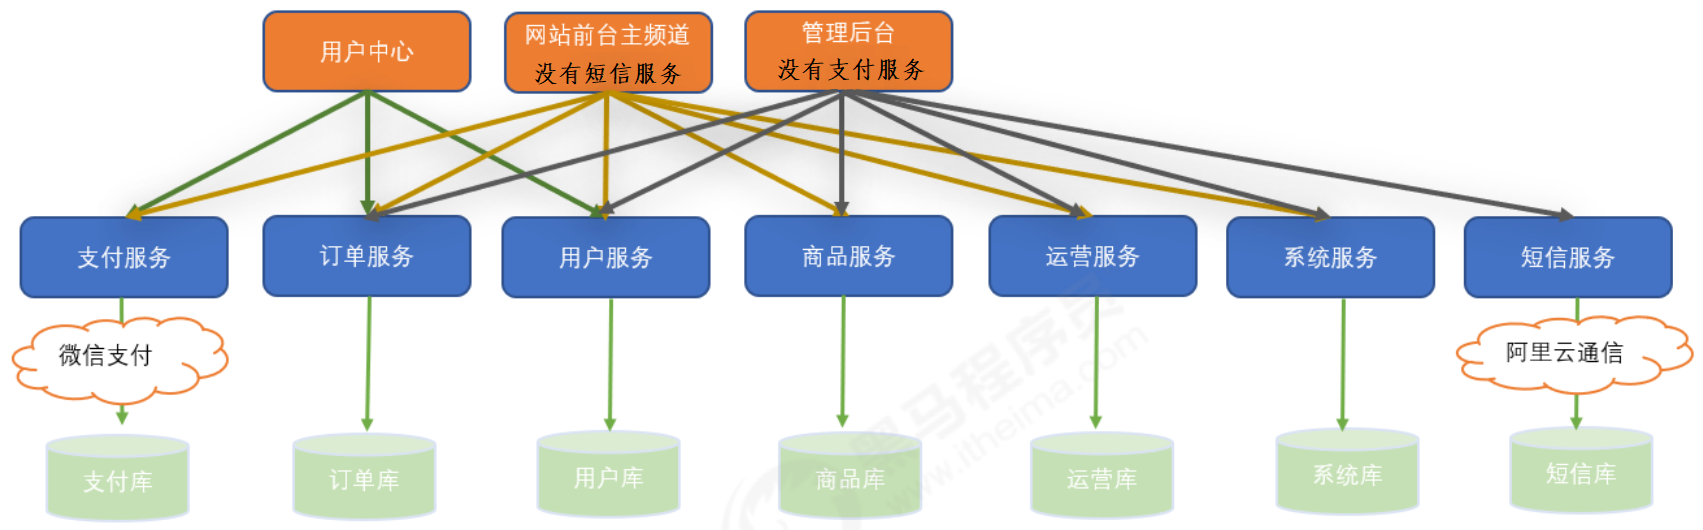 用户中心
网站前台主频道
没有短信服务
管理后台
没有支付服务
支付服务
订单服务
用户服务
商品服务
运营服务
系统服务
短信服务
微信支付
阿里云通信
支付库
订单库
用户库
商品库
运营库
系统库
短信库
黑马程序员
www.itheima.com